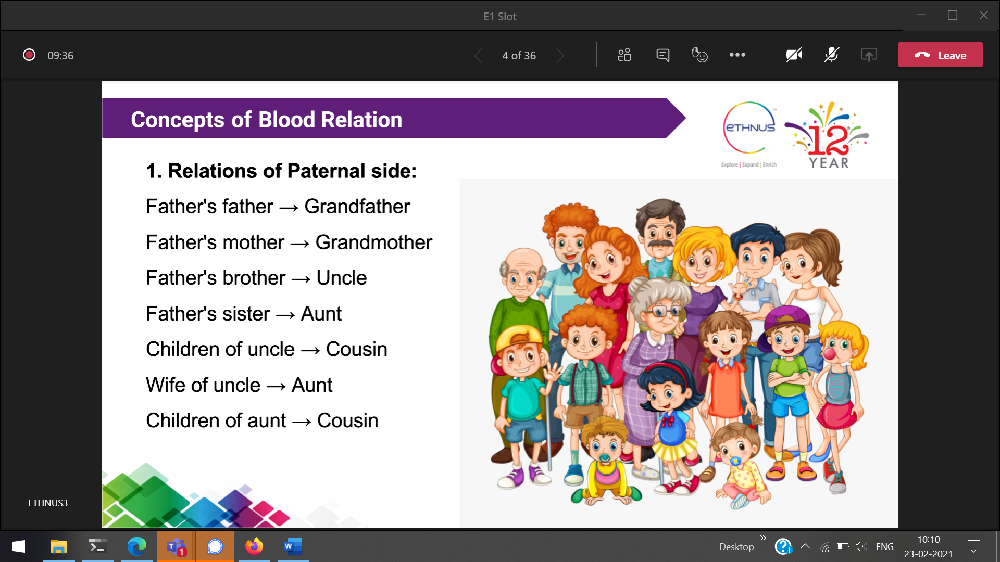 E1 Slot
09:36
4 of 36
Leave
Concepts of Blood Relation
ETHNUS
TM
Explore | Expand | Enrich
12th
YEAR
1. Relations of Paternal side:
Father's father → Grandfather
Father's mother → Grandmother
Father's brother → Uncle
Father's sister → Aunt
Children of uncle → Cousin
Wife of uncle → Aunt
Children of aunt → Cousin
ETHNUS3
T
1
W
Desktop
ENG
10:10
23-02-2021